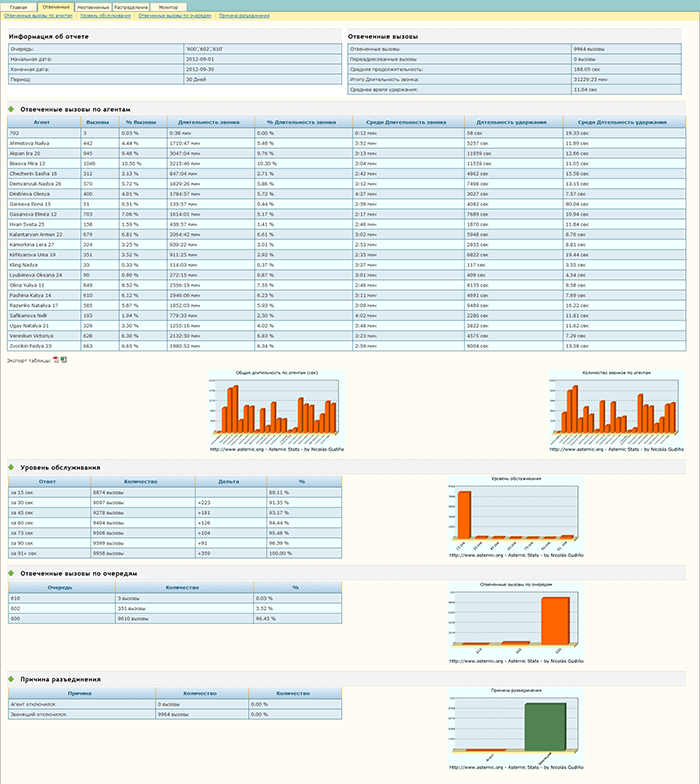 Главная Отвеченные Неотвеченные Распределение Монитор
Отвеченные вызовы по агентам Уровень обслуживания Отвеченные вызовы по очередям Причина разъединения
Информация об отчете
Очередь: '600','602','610'
Начальная дата: 2012-09-01
Конечная дата: 2012-09-30
Период: 30 Дней
Отвеченные вызовы
Отвеченные вызовы 9964 вызовы
Переадресованные вызовы 0 вызовы
Средняя продолжительность: 188.05 сек
Итого Длительность звонка: 31229:23 мин
Среднее время удержания: 11.64 сек
Отвеченные вызовы по агентам
Агент Вызовы % Вызовы Длительность звонка % Длительность звонка Средн Длительность звонка Длительность удержания Средн Длительность удержания
702 3 0.03 % 0:38 мин 0.00 % 0:12 мин 58 сек 19.33 сек
Ahmetova Nadya 442 4.44 % 1710:47 мин 5.48 % 3:52 мин 5257 сек 11.89 сек
Akpan Ira 20 945 9.48 % 3047:04 мин 9.76 % 3:13 мин 11959 сек 12.66 сек
Biisova Mira 13 1046 10.50 % 3215:46 мин 10.30 % 3:04 мин 11559 сек 11.05 сек
Checherin Sasha 16 312 3.13 % 847:04 мин 2.71 % 2:42 мин 4862 сек 15.58 сек
Demyanyuk Nadya 26 570 5.72 % 1829:26 мин 5.86 % 3:12 мин 7498 сек 13.15 сек
Dmitrieva Olesya 400 4.01 % 1784:57 мин 5.72 % 4:27 мин 3027 сек 7.57 сек
Gareeva Ilona 15 51 0.51 % 135:57 мин 0.44 % 2:39 мин 4082 сек 80.04 сек
Gasanova Elmira 12 703 7.06 % 1614:01 мин 5.17 % 2:17 мин 7689 сек 10.94 сек
Hvan Sveta 25 158 1.59 % 438:57 мин 1.41 % 2:46 мин 1870 сек 11.84 сек
Kalantaryan Armen 22 679 6.81 % 2064:42 мин 6.61 % 3:02 мин 5948 сек 8.76 сек
Kamorkina Lera 27 324 3.25 % 939:22 мин 3.01 % 2:53 мин 2855 сек 8.81 сек
Kirhlyarova Uma 19 351 3.52 % 911:25 мин 2.92 % 2:35 мин 6822 сек 19.44 сек
Kling Nadya 33 0.33 % 114:03 мин 0.37 % 3:27 мин 117 сек 3.55 сек
Lyubimova Oksana 24 90 0.90 % 272:15 мин 0.87 % 3:01 мин 409 сек 4.54 сек
Olina Yuliya 11 849 8.52 % 2356:19 мин 7.55 % 2:46 мин 8135 сек 9.58 сек
Pashina Katya 14 610 6.12 % 1946:06 мин 6.23 % 3:11 мин 4691 сек 7.69 сек
Razenko Nataliya 17 585 5.87 % 1852:03 мин 5.93 % 3:09 мин 9489 сек 16.22 сек
Safikanova Nelli 193 1.94 % 779:33 мин 2.50 % 4:02 мин 2280 сек 11.81 сек
Ugay Natalya 21 329 3.30 % 1255:16 мин 4.02 % 3:48 мин 3822 сек 11.62 сек
Vereskun Victoriya 628 6.30 % 2132:50 мин 6.83 % 3:23 мин 4575 сек 7.29 сек
Zvorikin Fedya 23 663 6.65 % 1980:52 мин 6.34 % 2:59 мин 9004 сек 13.58 сек
Экспорт таблицы:
Общая длительность по агентам (сек)
http://www.asternic.org - Asternic Stats - by Nicolás Gudiño
Количество звонков по агентам
http://www.asternic.org - Asternic Stats - by Nicolás Gudiño
Уровень обслуживания
Ответ Количество Дельта %
за 15 сек 8874 вызовы 89.11 %
за 30 сек 9097 вызовы +223 91.35 %
за 45 сек 9278 вызовы +181 93.17 %
за 60 сек 9404 вызовы +126 94.44 %
за 75 сек 9508 вызовы +104 95.48 %
за 90 сек 9599 вызовы +91 96.39 %
за 91+ сек 9958 вызовы +359 100.00 %
Уровень обслуживания
http://www.asternic.org - Asternic Stats - by Nicolás Gudiño
Отвеченные вызовы по очередям
Очередь Количество %
610 3 вызовы 0.03 %
602 351 вызовы 3.52 %
600 9610 вызовы 96.45 %
Отвеченные вызовы по очередям
610 602 600
http://www.asternic.org - Asternic Stats - by Nicolás Gudiño
Причина разъединения
Причина Количество Количество
Агент отключился: 0 вызовы 0.00 %
Звонящий отключился: 9964 вызовы 0.00 %
Причина разъединения
http://www.asternic.org - Asternic Stats - by Nicolás Gudiño